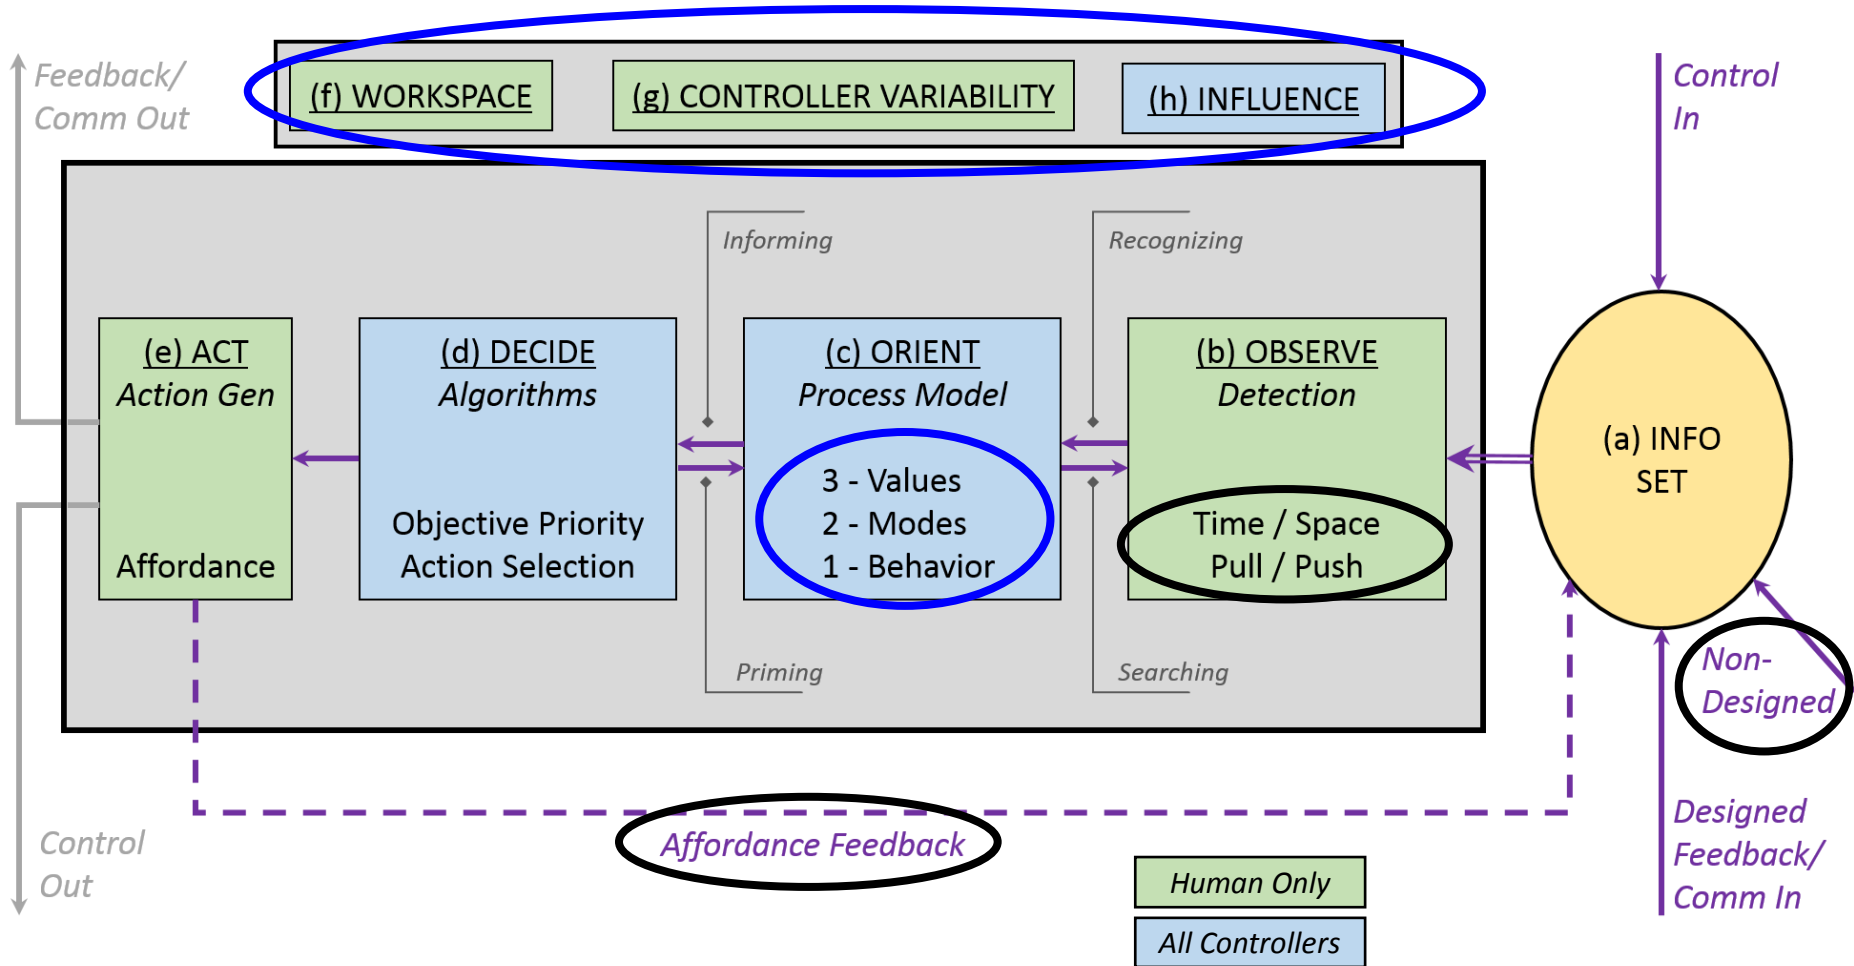 Feedback/
Comm Out
(f) WORKSPACE
(g) CONTROLLER VARIABILITY
(h) INFLUENCE
Control
In
Informing
Recognizing
(e) ACT
Action Gen
Affordance
(d) DECIDE
Algorithms
Objective Priority
Action Selection
(c) ORIENT
Process Model
3 - Values
2 - Modes
1 - Behavior
(b) OBSERVE
Detection
Time / Space
Pull / Push
(a) INFO
SET
Priming
Searching
Non-
Designed
Control
Out
Affordance Feedback
Designed
Feedback/
Comm In
Human Only
All Controllers